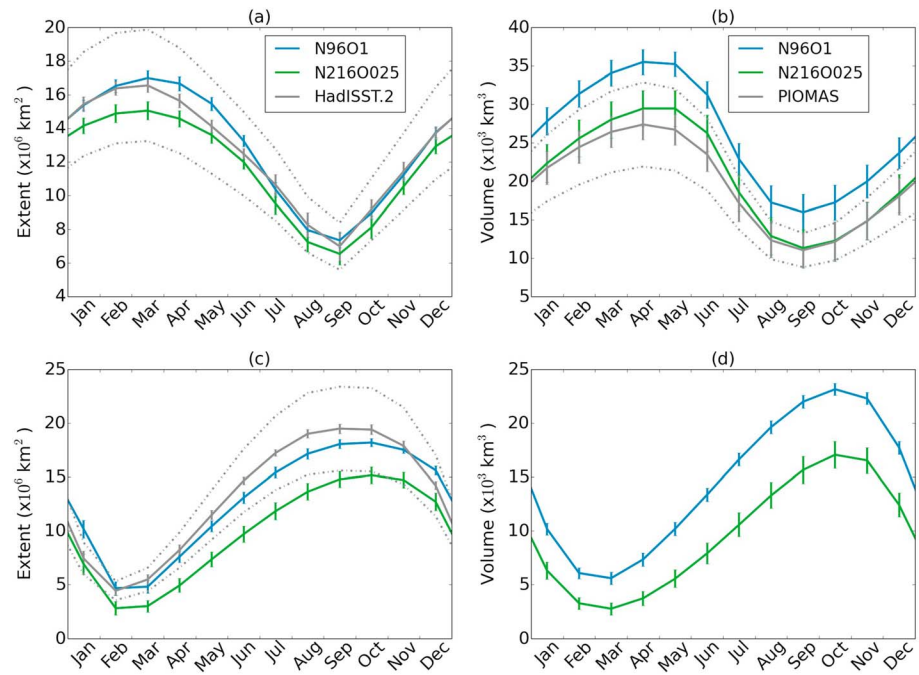 (a)
Extent (x10⁶ km²)
20
18
16
14
12
10
8
6
4
N96O1
N216O025
HadISST.2
Jan Feb Mar Apr May Jun Jul Aug Sep Oct Nov Dec
(b)
Volume (x10³ km³)
40
35
30
25
20
15
10
5
N96O1
N216O025
PIOMAS
Jan Feb Mar Apr May Jun Jul Aug Sep Oct Nov Dec
(c)
Extent (x10⁶ km²)
25
20
15
10
5
0
Jan Feb Mar Apr May Jun Jul Aug Sep Oct Nov Dec
(d)
Volume (x10³ km³)
25
20
15
10
5
0
Jan Feb Mar Apr May Jun Jul Aug Sep Oct Nov Dec